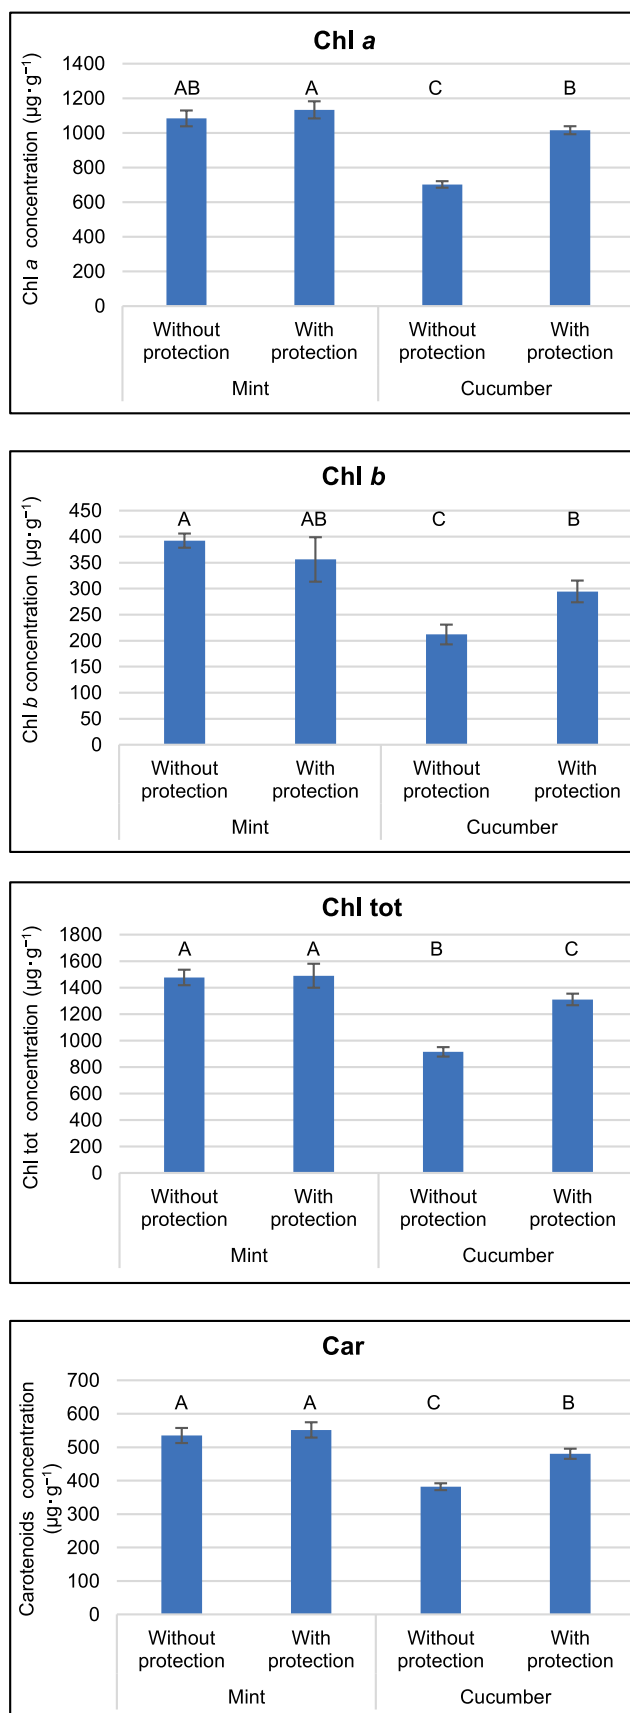 Chl a
Chl a concentration (µg·g⁻¹)
1400
1200
1000
800
600
400
200
0
AB
A
C
B
Without protection
With protection
Without protection
With protection
Mint
Cucumber
Chl b
Chl b concentration (µg·g⁻¹)
450
400
350
300
250
200
150
100
50
0
A
AB
C
B
Without protection
With protection
Without protection
With protection
Mint
Cucumber
Chl tot
Chl tot concentration (µg·g⁻¹)
1800
1600
1400
1200
1000
800
600
400
200
0
A
A
B
C
Without protection
With protection
Without protection
With protection
Mint
Cucumber
Car
Carotenoids concentration
(µg·g⁻¹)
700
600
500
400
300
200
100
0
A
A
C
B
Without protection
With protection
Without protection
With protection
Mint
Cucumber